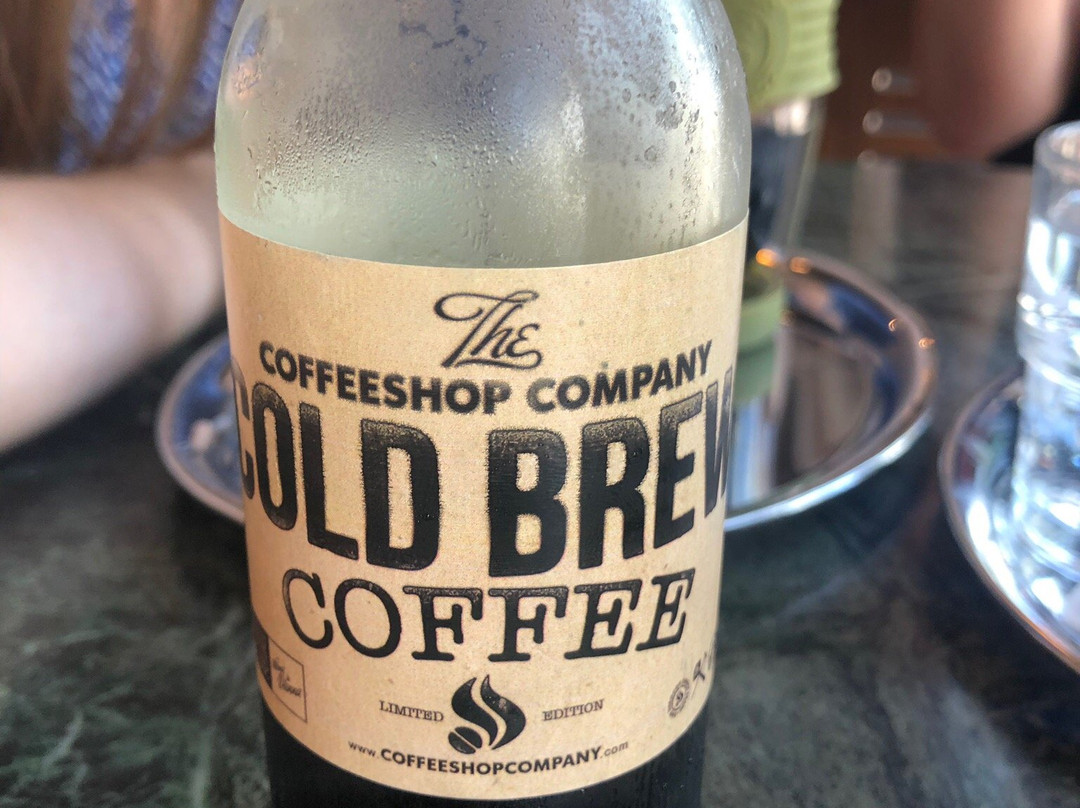 The
COFFEESHOP COMPANY
COLD BREW
COFFEE
LIMITED EDITION
www.COFFEESHOPCOMPANY.com